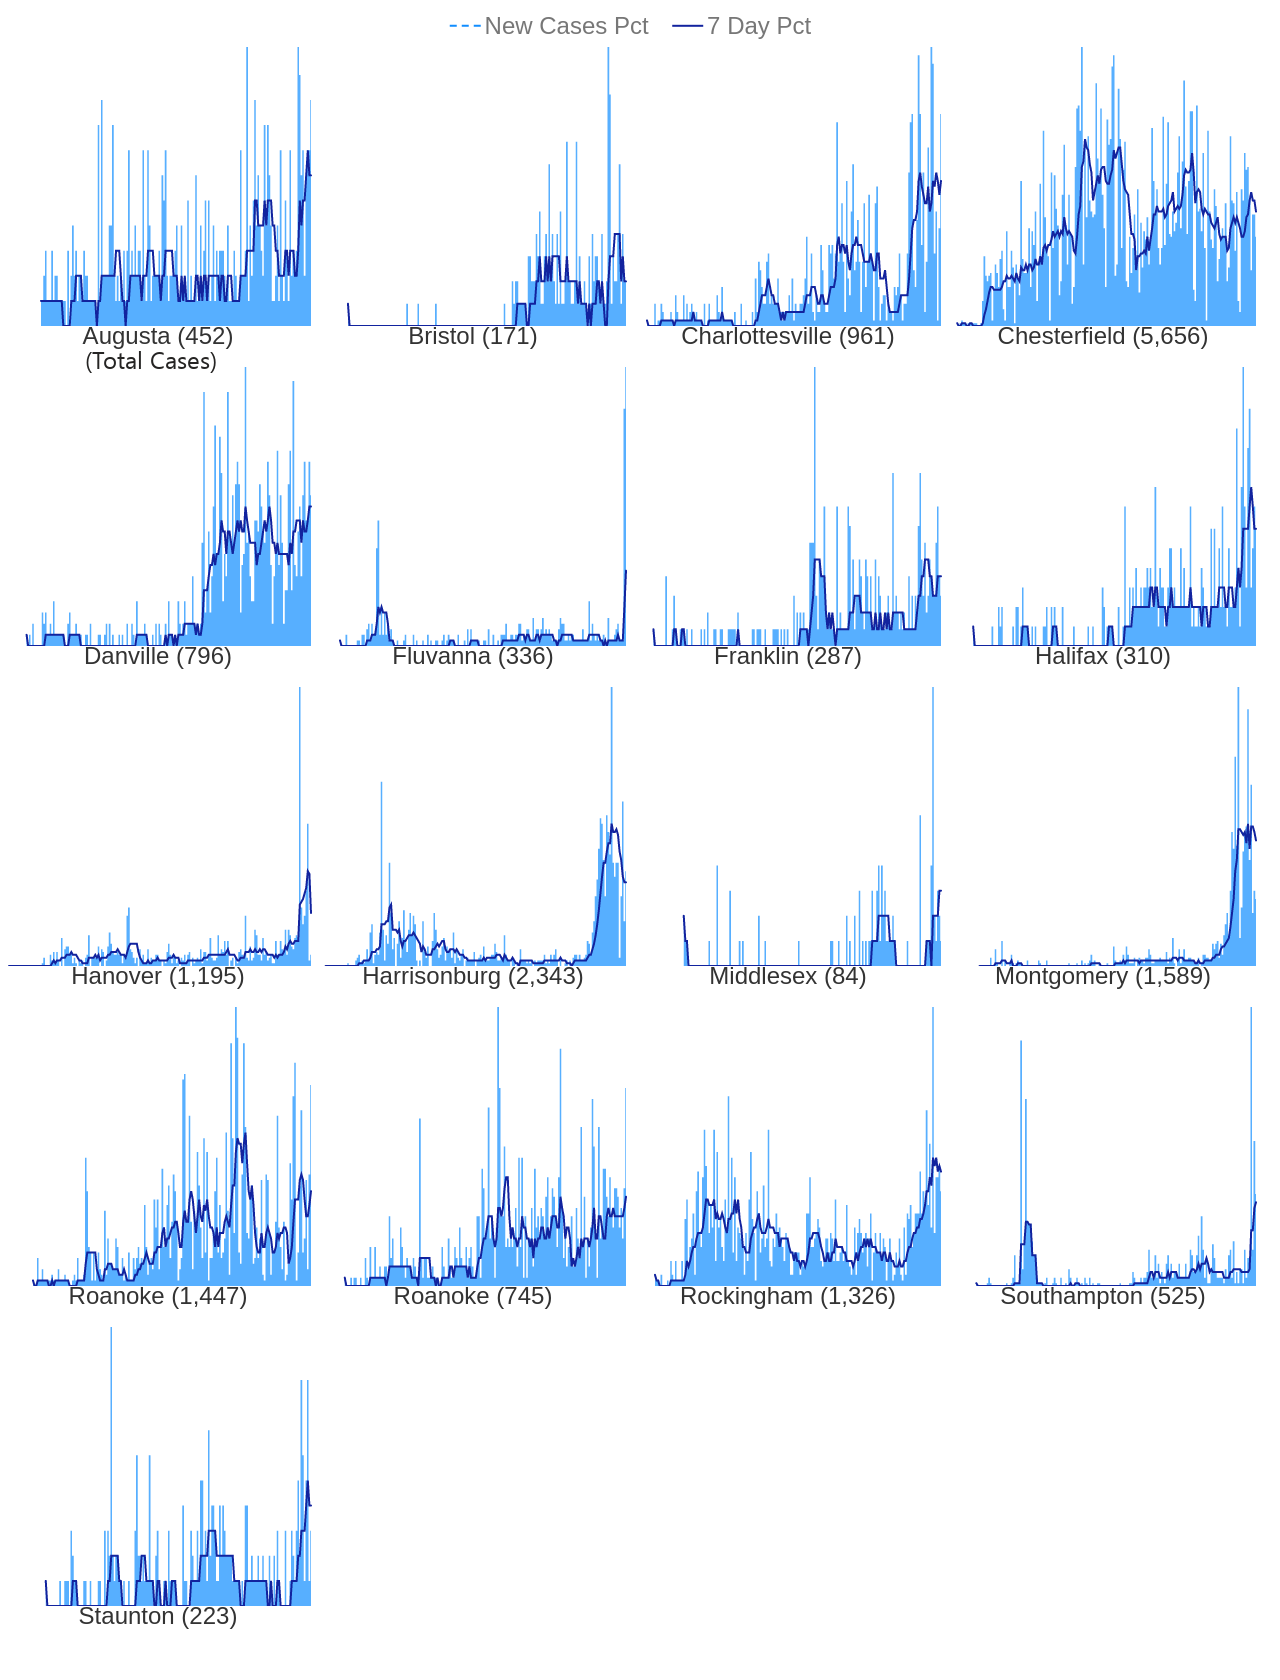 New Cases Pct 7 Day Pct
Augusta (452) Bristol (171) Charlottesville (961) Chesterfield (5,656)
(Total Cases)
Danville (796) Fluvanna (336) Franklin (287) Halifax (310)
Hanover (1,195) Harrisonburg (2,343) Middlesex (84) Montgomery (1,589)
Roanoke (1,447) Roanoke (745) Rockingham (1,326) Southampton (525)
Staunton (223)